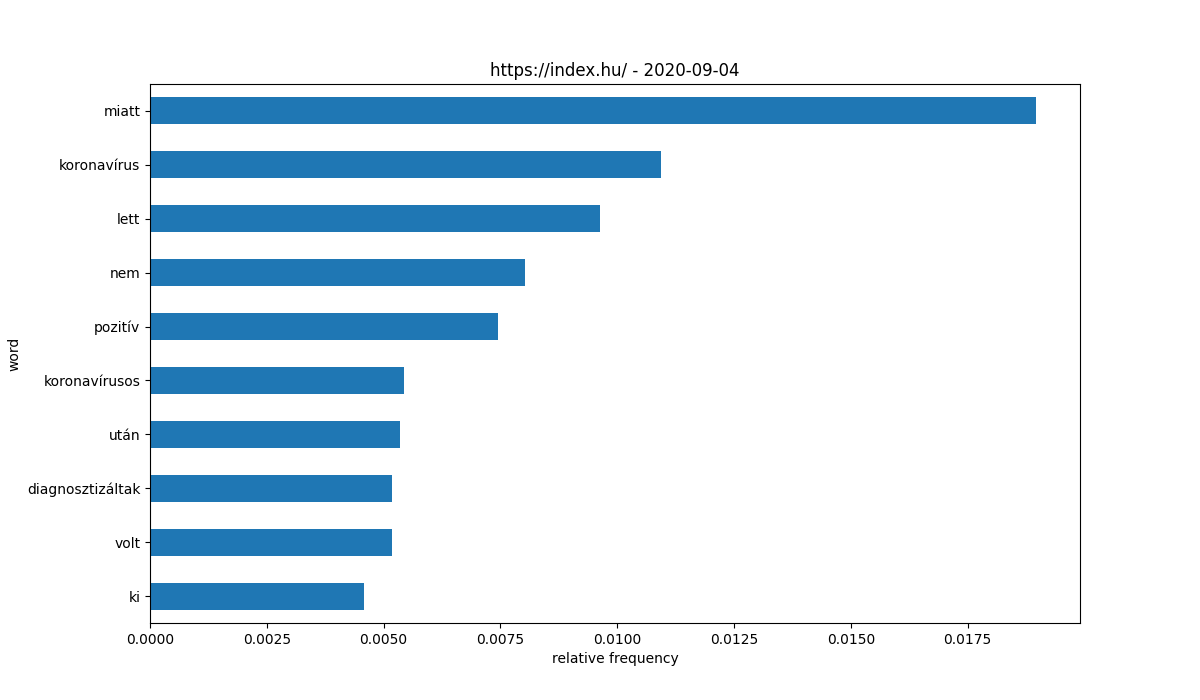 https://index.hu/ - 2020-09-04
word
miatt
koronavírus
lett
nem
pozitív
koronavírusos
után
diagnosztizáltak
volt
ki
0.0000 0.0025 0.0050 0.0075 0.0100 0.0125 0.0150 0.0175
relative frequency